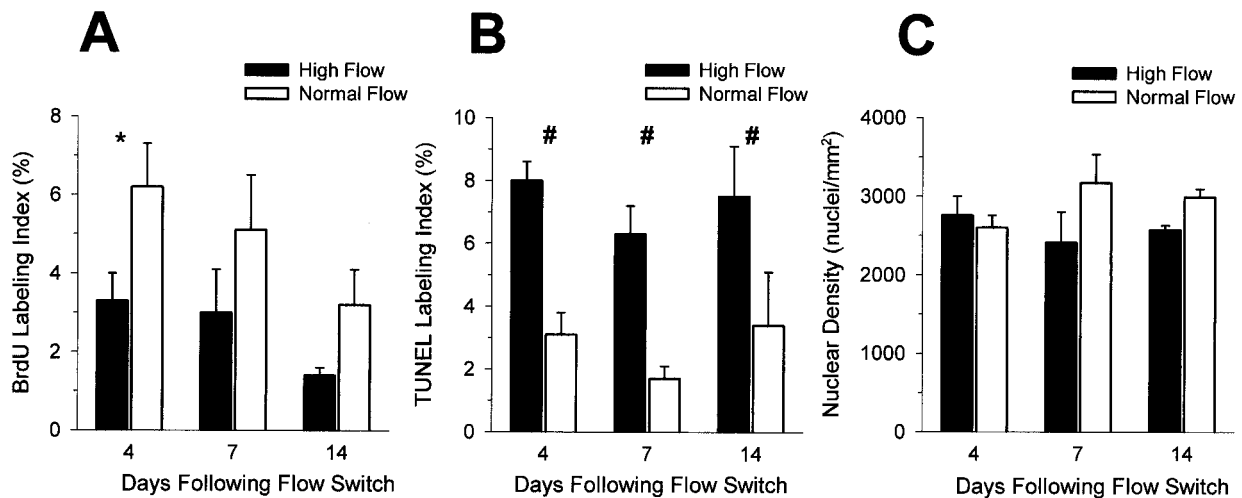 A
High Flow
Normal Flow
BrdU Labeling Index (%)
8
6
4
2
0
*
4 7 14
Days Following Flow Switch
B
High Flow
Normal Flow
TUNEL Labeling Index (%)
10
8
6
4
2
0
# # #
4 7 14
Days Following Flow Switch
C
High Flow
Normal Flow
Nuclear Density (nuclei/mm²)
4000
3000
2000
1000
0
4 7 14
Days Following Flow Switch